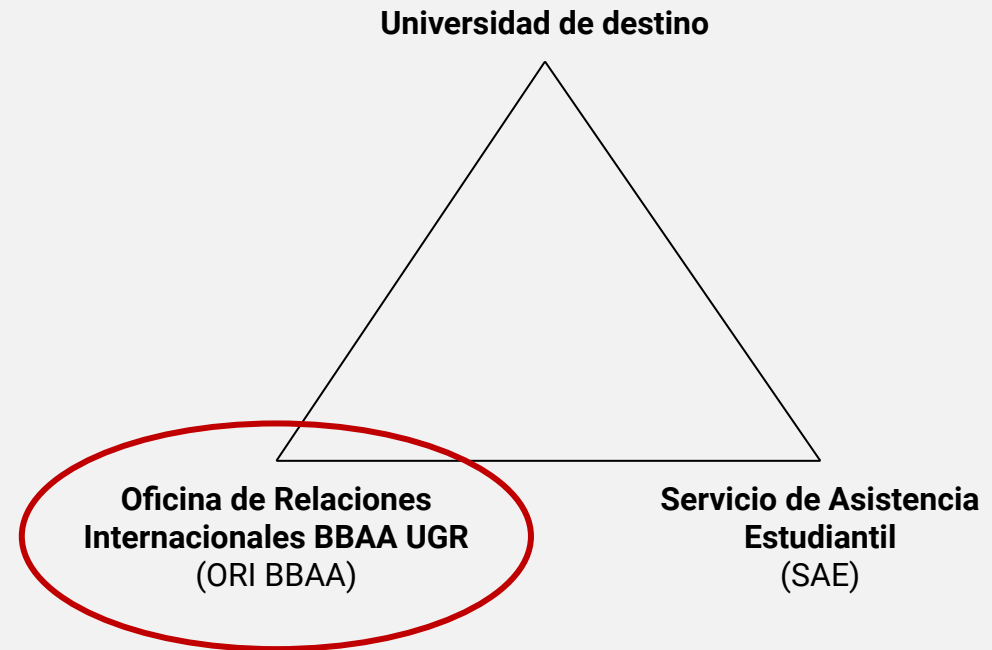 Universidad de destino
Oficina de Relaciones
Internacionales BBAA UGR
(ORI BBAA)
Servicio de Asistencia
Estudiantil
(SAE)